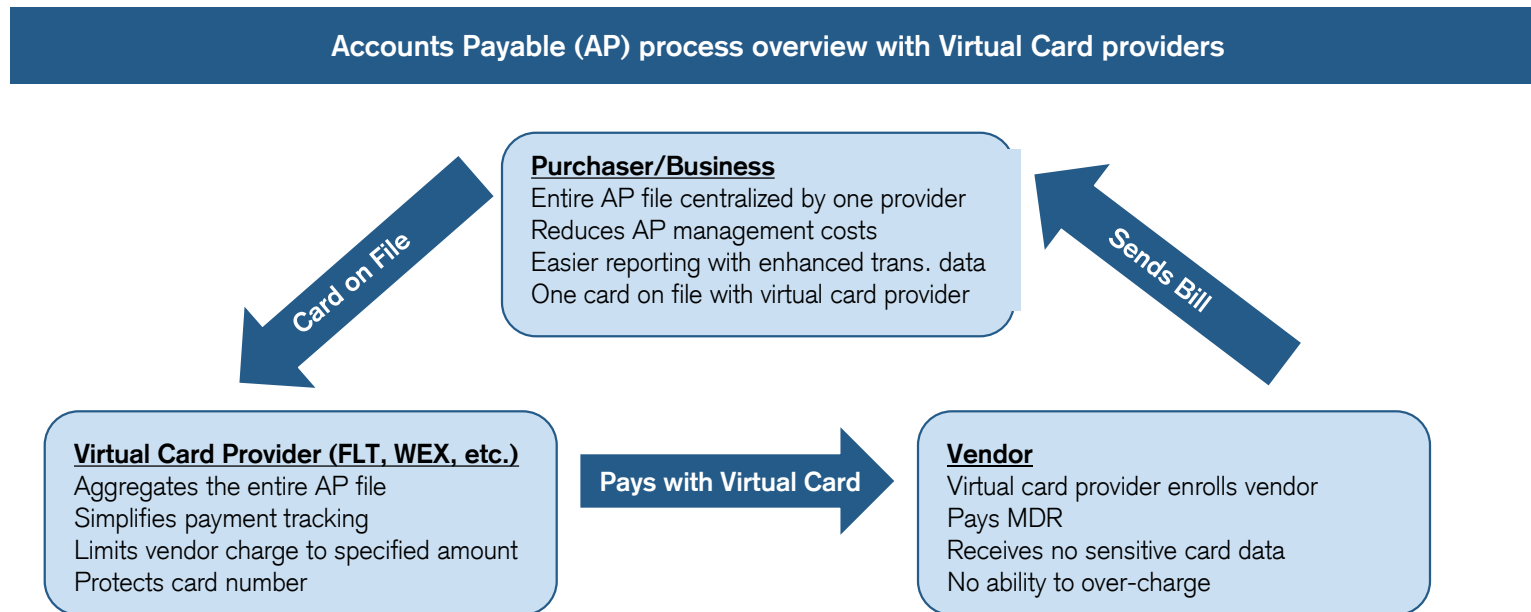 Accounts Payable (AP) process overview with Virtual Card providers
Purchaser/Business
Entire AP file centralized by one provider
Reduces AP management costs
Easier reporting with enhanced trans. data
One card on file with virtual card provider
Card on File
Sends Bill
Virtual Card Provider (FLT, WEX, etc.)
Aggregates the entire AP file
Simplifies payment tracking
Limits vendor charge to specified amount
Protects card number
Pays with Virtual Card
Vendor
Virtual card provider enrolls vendor
Pays MDR
Receives no sensitive card data
No ability to over-charge